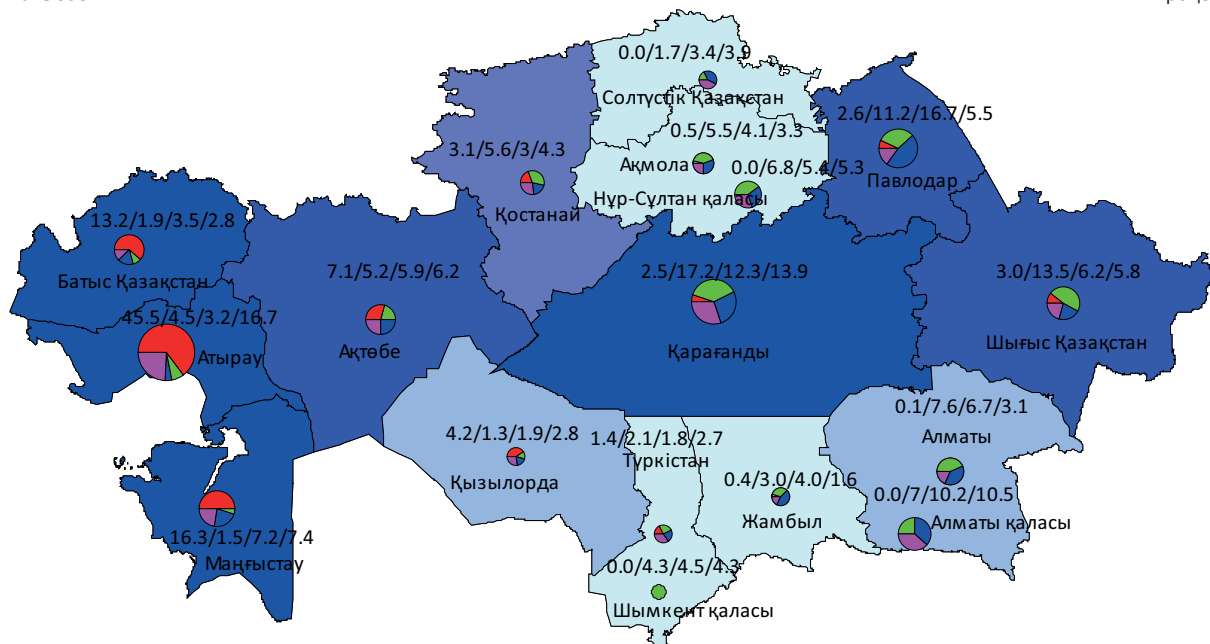 0.0/1.7/3.4/3.9
Солтүстік Қазақстан
2.6/11.2/16.7/5.5
Павлодар
0.5/5.5/4.1/3.3
Ақмола
0.0/6.8/5.4/5.3
Нұр-Сұлтан қаласы
3.1/5.6/3/4.3
Қостанай
13.2/1.9/3.5/2.8
Батыс Қазақстан
7.1/5.2/5.9/6.2
Ақтөбе
2.5/17.2/12.3/13.9
Қарағанды
3.0/13.5/6.2/5.8
Шығыс Қазақстан
45.5/4.5/3.2/16.7
Атырау
0.1/7.6/6.7/3.1
Алматы
4.2/1.3/1.9/2.8
Қызылорда
1.4/2.1/1.8/2.7
Түркістан
0.4/3.0/4.0/1.6
Жамбыл
0.0/7/10.2/10.5
Алматы қаласы
16.3/1.5/7.2/7.4
Маңғыстау
0.0/4.3/4.5/4.3
Шымкент қаласы